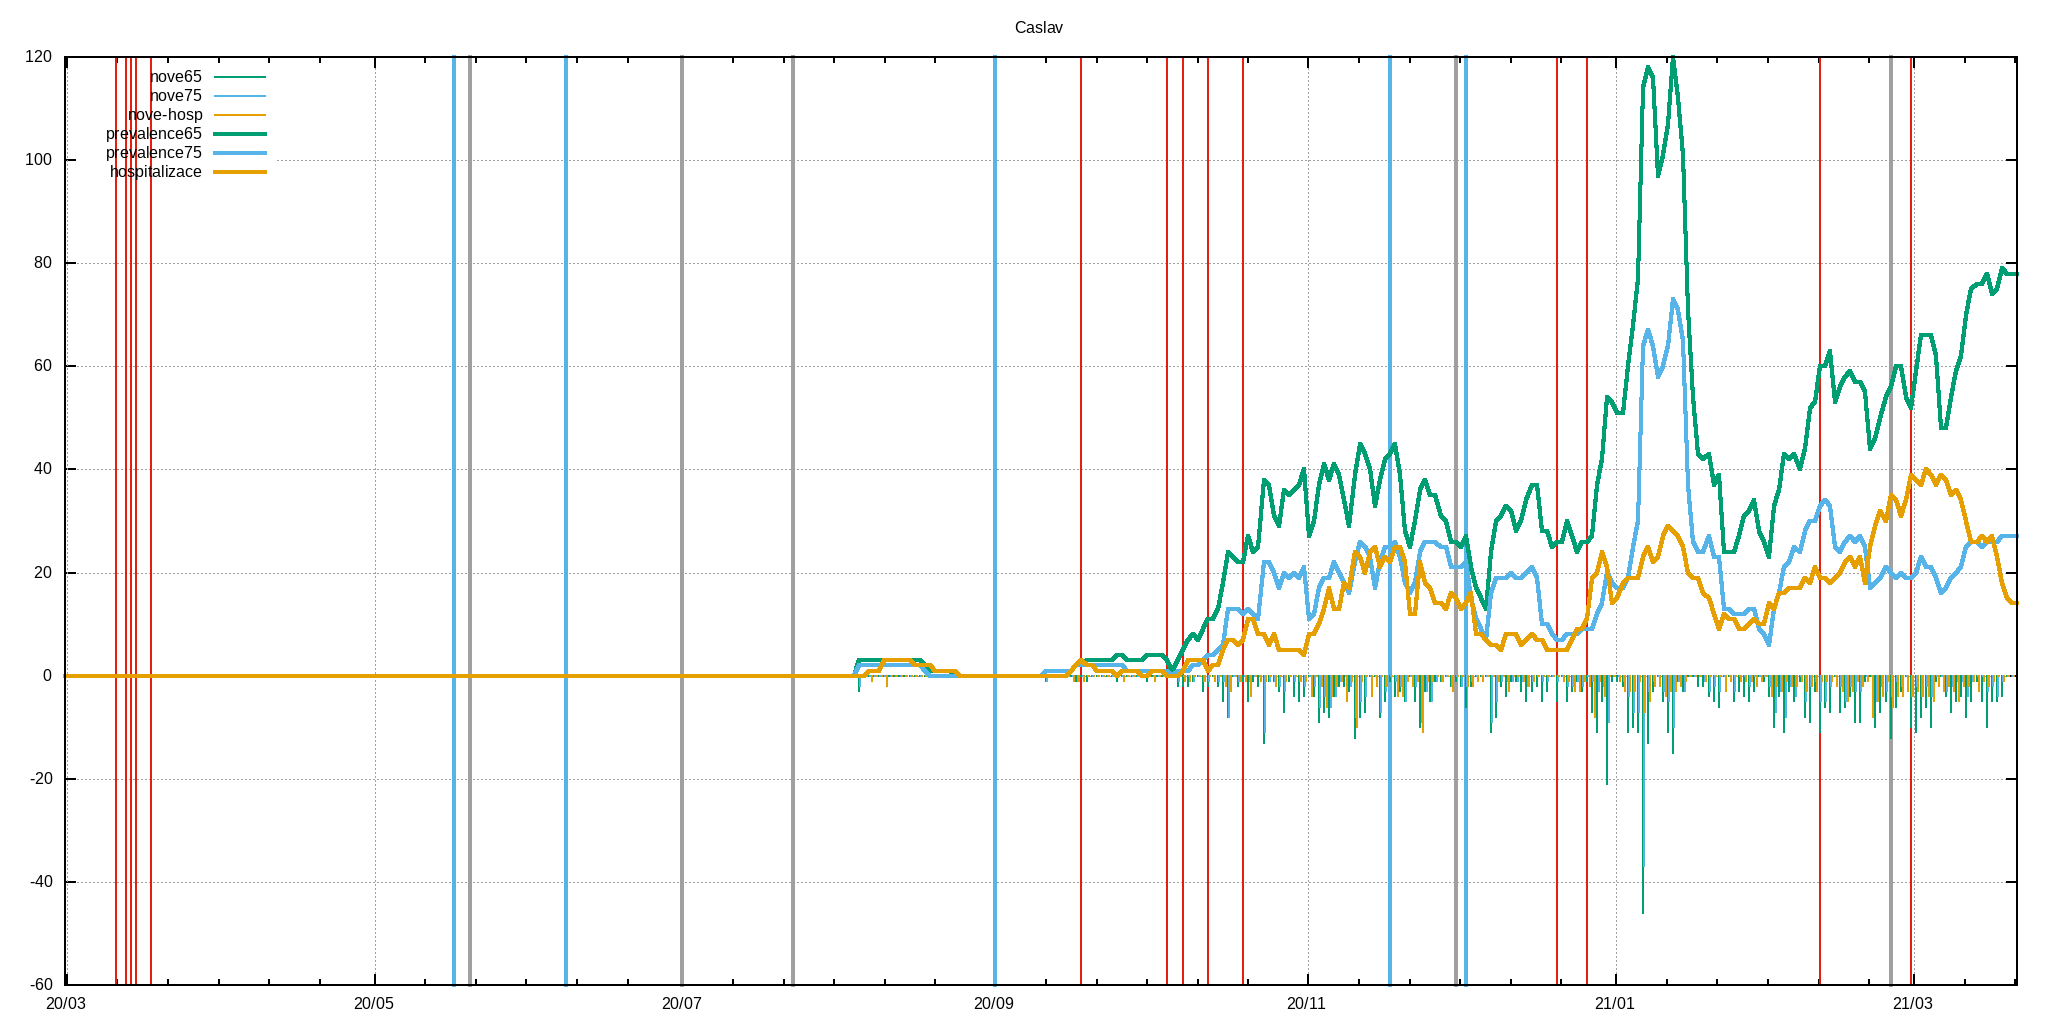 Caslav
120
100
80
60
40
20
0
-20
-40
-60
nove65
nove75
nove-hosp
prevalence65
prevalence75
hospitalizace
20/03 20/05 20/07 20/09 20/11 21/01 21/03